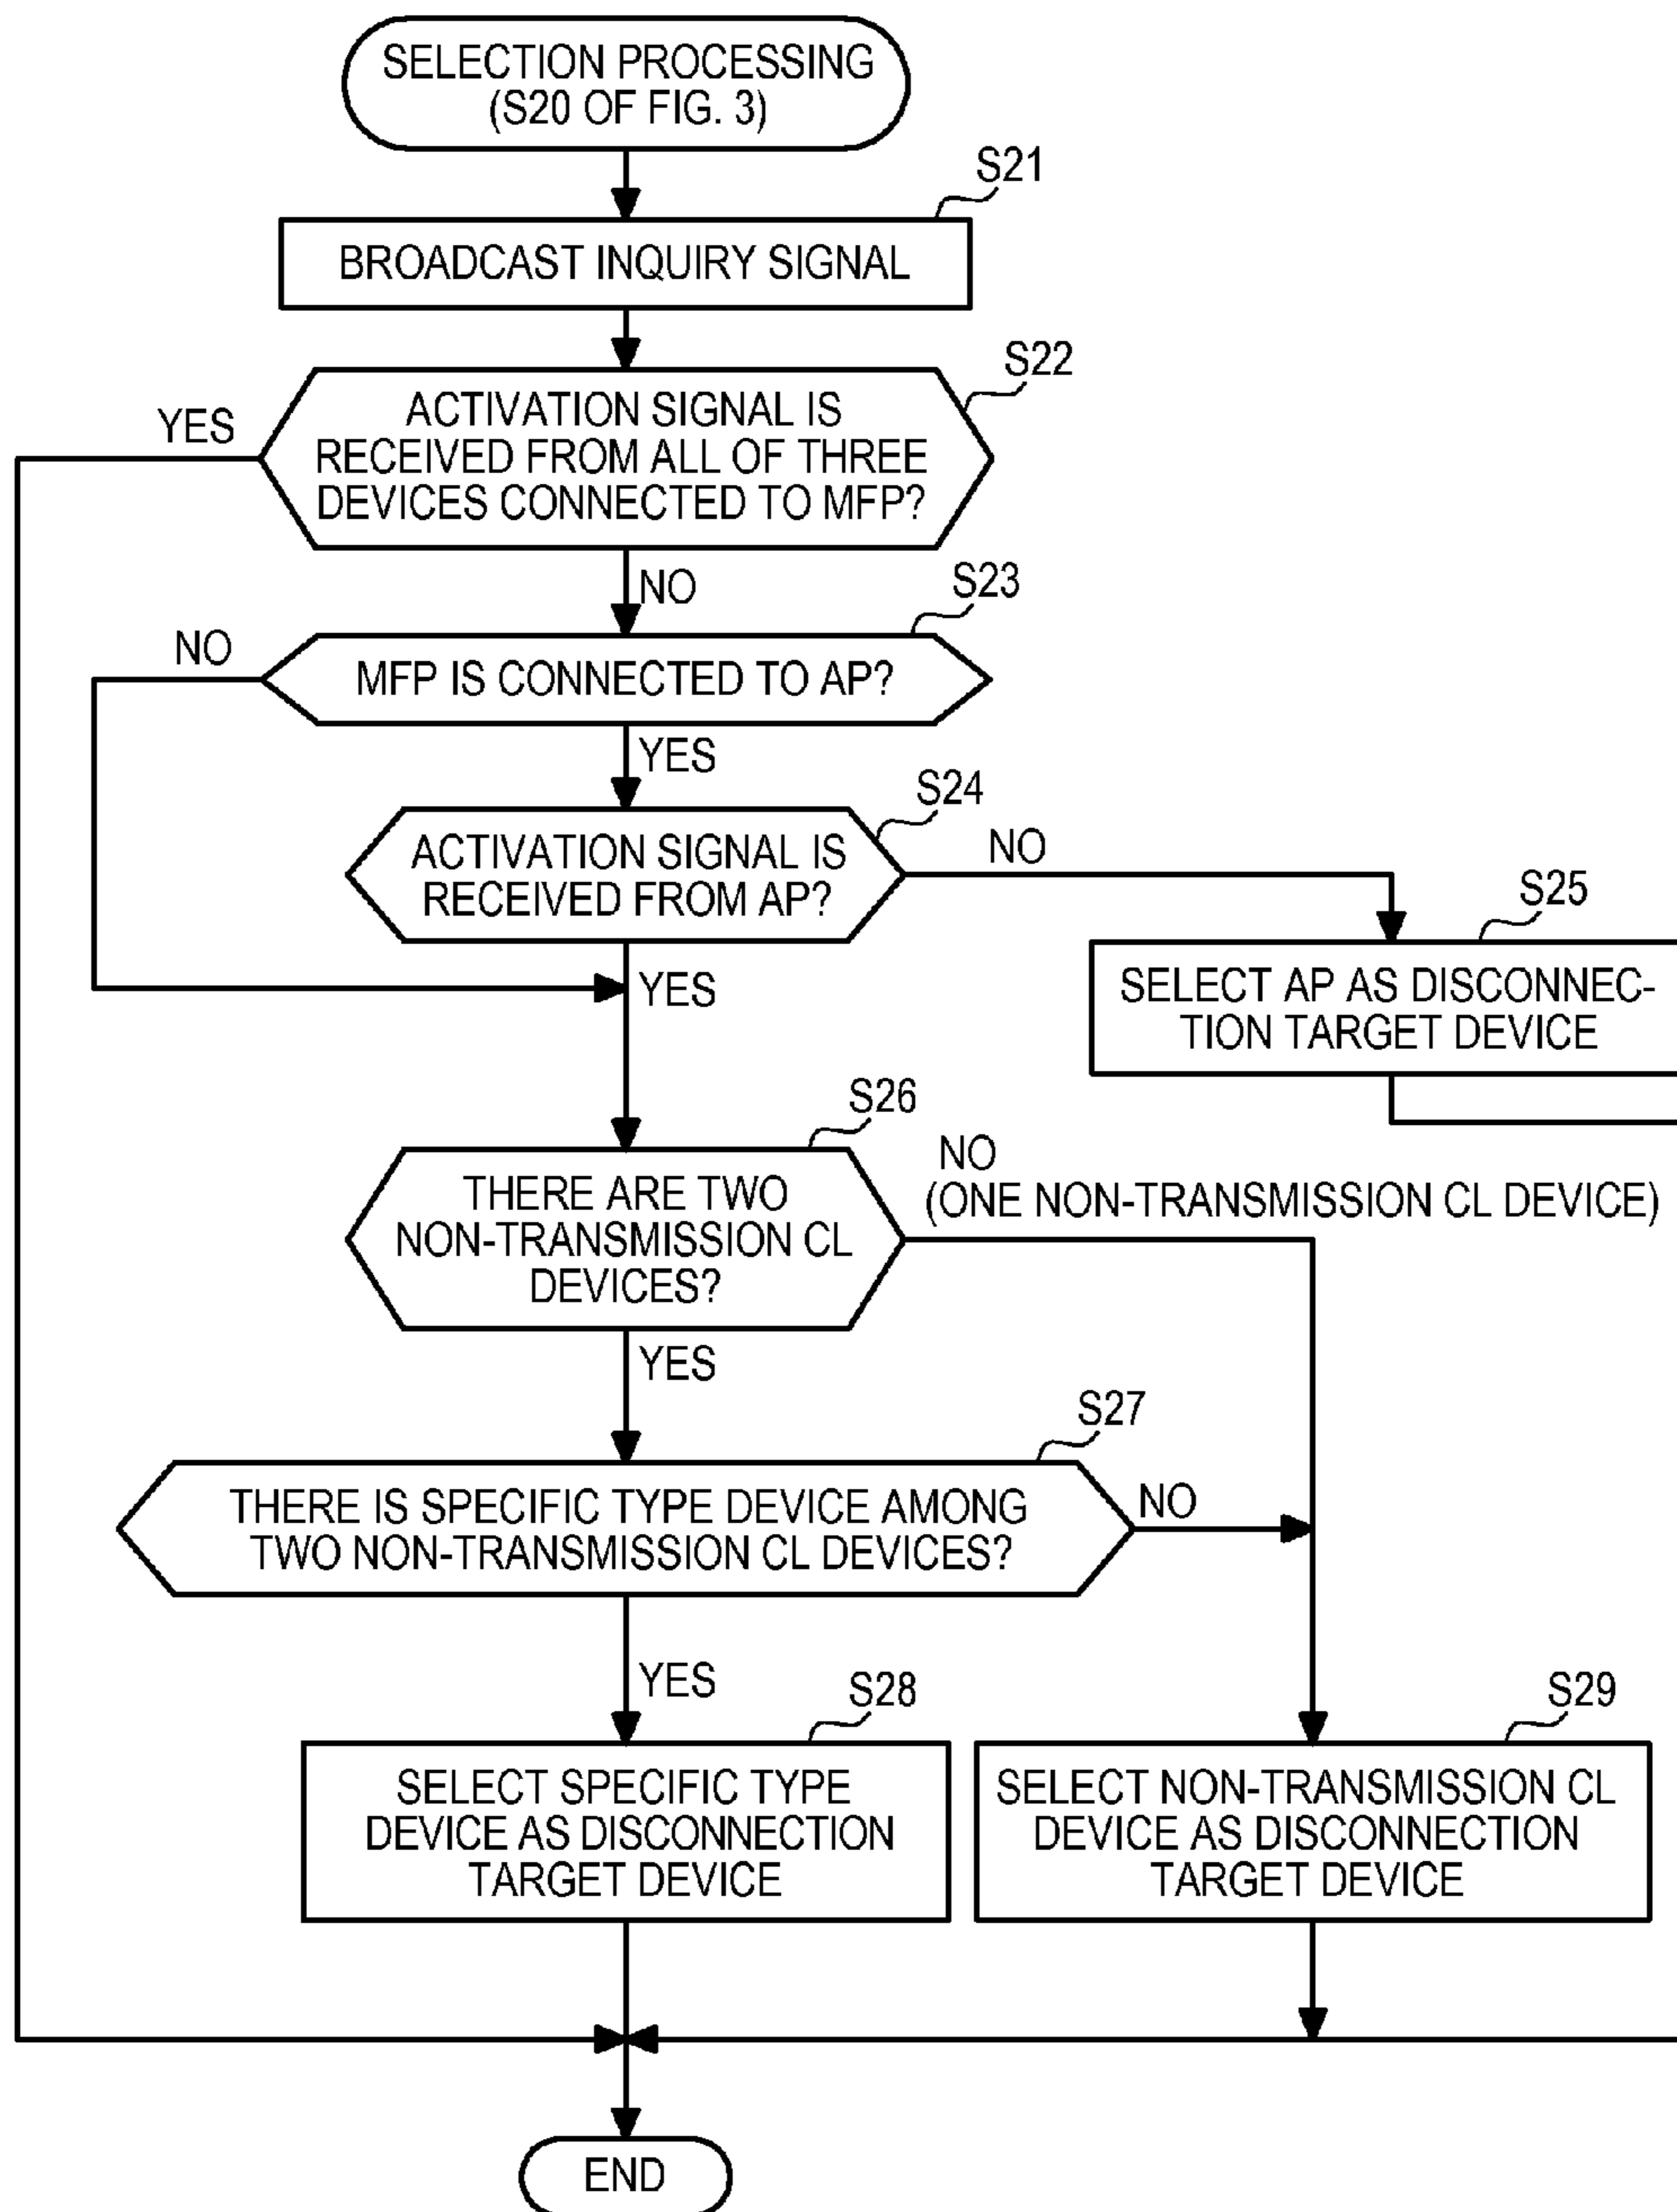 SELECTION PROCESSING
(S20 OF FIG. 3)
S21
BROADCAST INQUIRY SIGNAL
S22
YES
ACTIVATION SIGNAL IS
RECEIVED FROM ALL OF THREE
DEVICES CONNECTED TO MFP?
NO
S23
NO
MFP IS CONNECTED TO AP?
YES
S24
ACTIVATION SIGNAL IS
RECEIVED FROM AP?
NO
S25
SELECT AP AS DISCONNEC-
TION TARGET DEVICE
YES
S26
THERE ARE TWO
NON-TRANSMISSION CL
DEVICES?
NO
(ONE NON-TRANSMISSION CL DEVICE)
YES
S27
THERE IS SPECIFIC TYPE DEVICE AMONG
TWO NON-TRANSMISSION CL DEVICES?
NO
YES
S28
SELECT SPECIFIC TYPE
DEVICE AS DISCONNECTION
TARGET DEVICE
S29
SELECT NON-TRANSMISSION CL
DEVICE AS DISCONNECTION
TARGET DEVICE
END